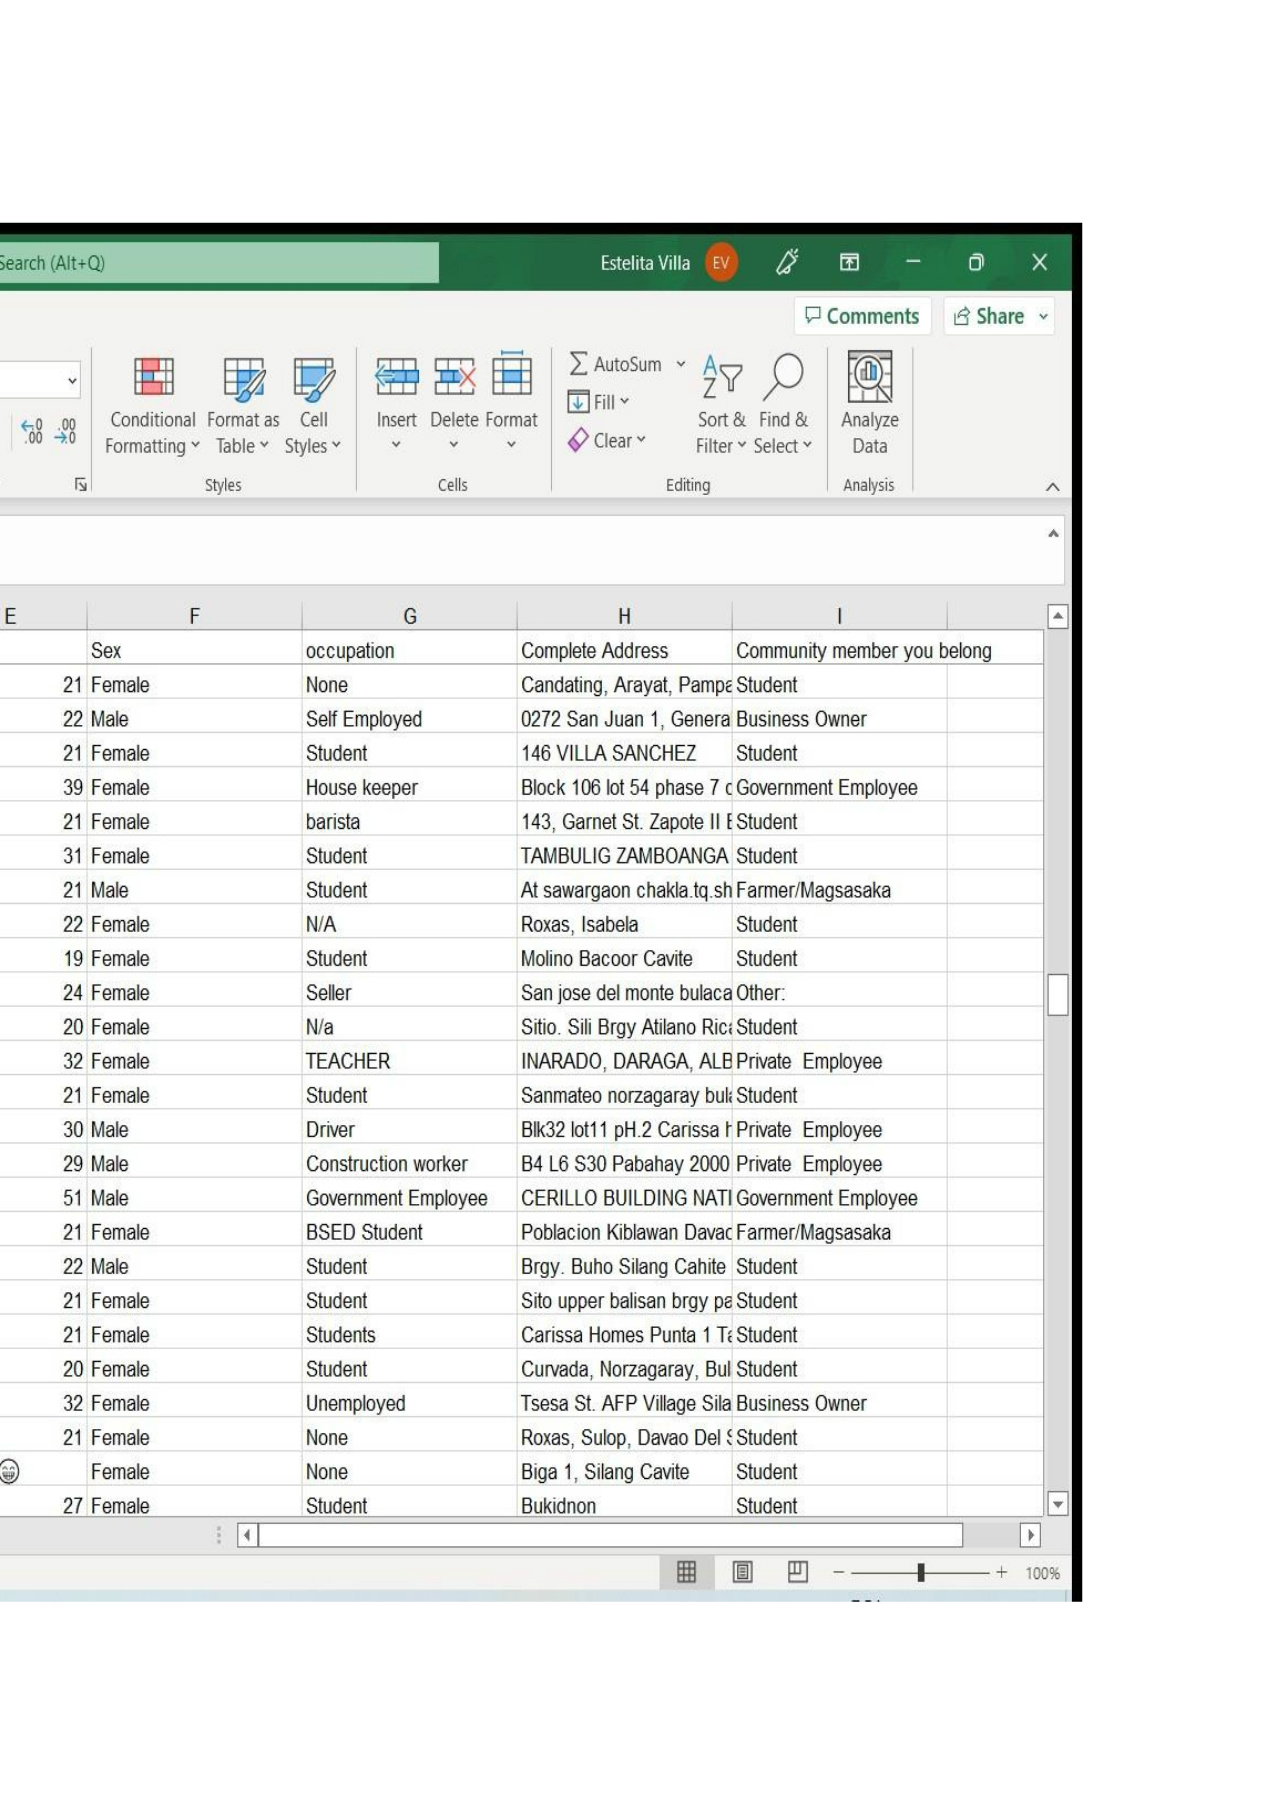 Search (Alt+Q) Estelita Villa EV
Comments Share
Conditional Formatting Format as Table Cell Styles Insert Delete Format AutoSum Fill Clear Sort & Filter Find & Select Analyze Data
Styles Cells Editing Analysis
E F G H I
Sex occupation Complete Address Community member you belong
21 Female None Candating, Arayat, Pampa Student
22 Male Self Employed 0272 San Juan 1, Genera Business Owner
21 Female Student 146 VILLA SANCHEZ Student
39 Female House keeper Block 106 lot 54 phase 7 Government Employee
21 Female barista 143, Garnet St. Zapote II Student
31 Female Student TAMBULIG ZAMBOANGA Student
21 Male Student At sawargaon chakla.tq.sh Farmer/Magsasaka
22 Female N/A Roxas, Isabela Student
19 Female Student Molino Bacoor Cavite Student
24 Female Seller San jose del monte bulaca Other:
20 Female N/a Sitio. Sili Brgy Atilano Rica Student
32 Female TEACHER INARADO, DARAGA, ALB Private Employee
21 Female Student Sanmateo norzagaray bula Student
30 Male Driver Blk32 lot11 pH.2 Carissa Private Employee
29 Male Construction worker B4 L6 S30 Pabahay 2000 Private Employee
51 Male Government Employee CERILLO BUILDING NATI Government Employee
21 Female BSED Student Poblacion Kiblawan Davao Farmer/Magsasaka
22 Male Student Brgy. Buho Silang Cahite Student
21 Female Student Sito upper balisan brgy pa Student
21 Female Students Carissa Homes Punta 1 Ta Student
20 Female Student Curvada, Norzagaray, Bul Student
32 Female Unemployed Tsesa St. AFP Village Sila Business Owner
21 Female None Roxas, Sulop, Davao Del Student
Female None Biga 1, Silang Cavite Student
27 Female Student Bukidnon Student
100%